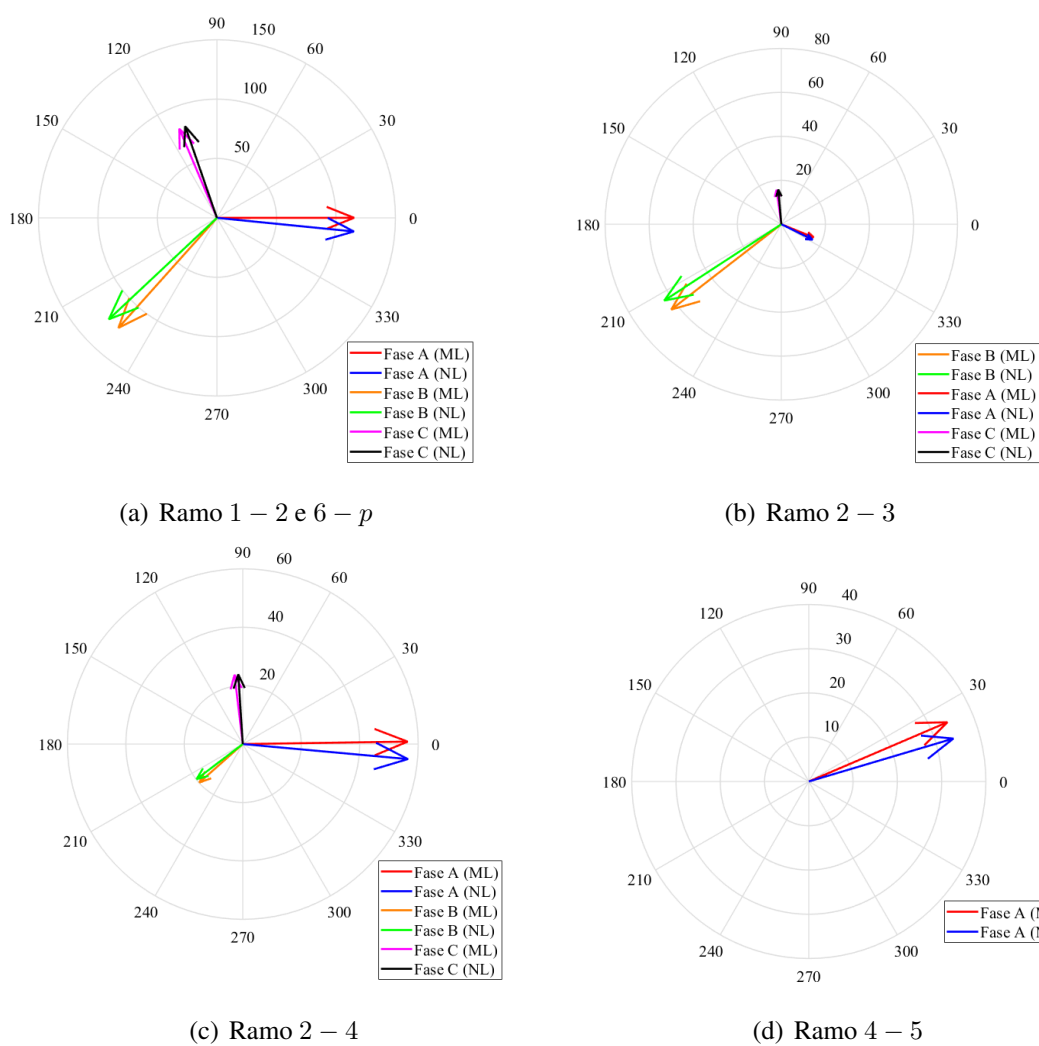 90 150
120 60
100
150 30
50
180 0
210 330
240 300
270
Fase A (ML)
Fase A (NL)
Fase B (ML)
Fase B (NL)
Fase C (ML)
Fase C (NL)
(a) Ramo 1 − 2 e 6 − p
90 80
120 60
60
150 30
40
20
180 0
210 330
240 300
270
Fase B (ML)
Fase B (NL)
Fase A (ML)
Fase A (NL)
Fase C (ML)
Fase C (NL)
(b) Ramo 2 − 3
90 60
120 60
40
150 30
20
180 0
210 330
240 300
270
Fase A (ML)
Fase A (NL)
Fase B (ML)
Fase B (NL)
Fase C (ML)
Fase C (NL)
(c) Ramo 2 − 4
90 40
120 60
30
150 30
20
10
180 0
210 330
240 300
270
Fase A
Fase A
(d) Ramo 4 − 5